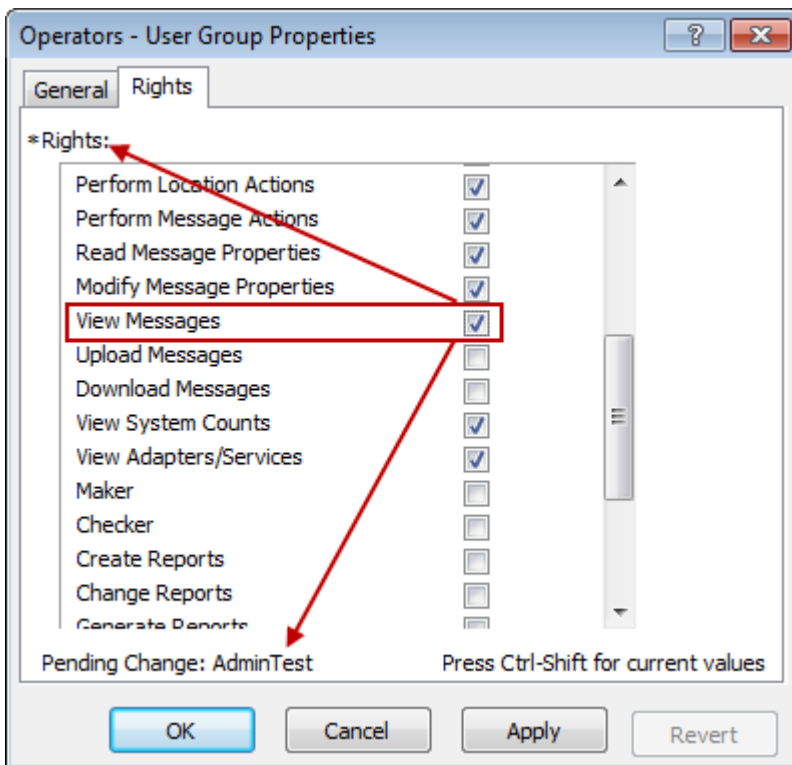 Operators - User Group Properties
General Rights
*Rights:
Perform Location Actions
Perform Message Actions
Read Message Properties
Modify Message Properties
View Messages
Upload Messages
Download Messages
View System Counts
View Adapters/Services
Maker
Checker
Create Reports
Change Reports
Generate Reports
Pending Change: AdminTest Press Ctrl-Shift for current values
OK Cancel Apply Revert